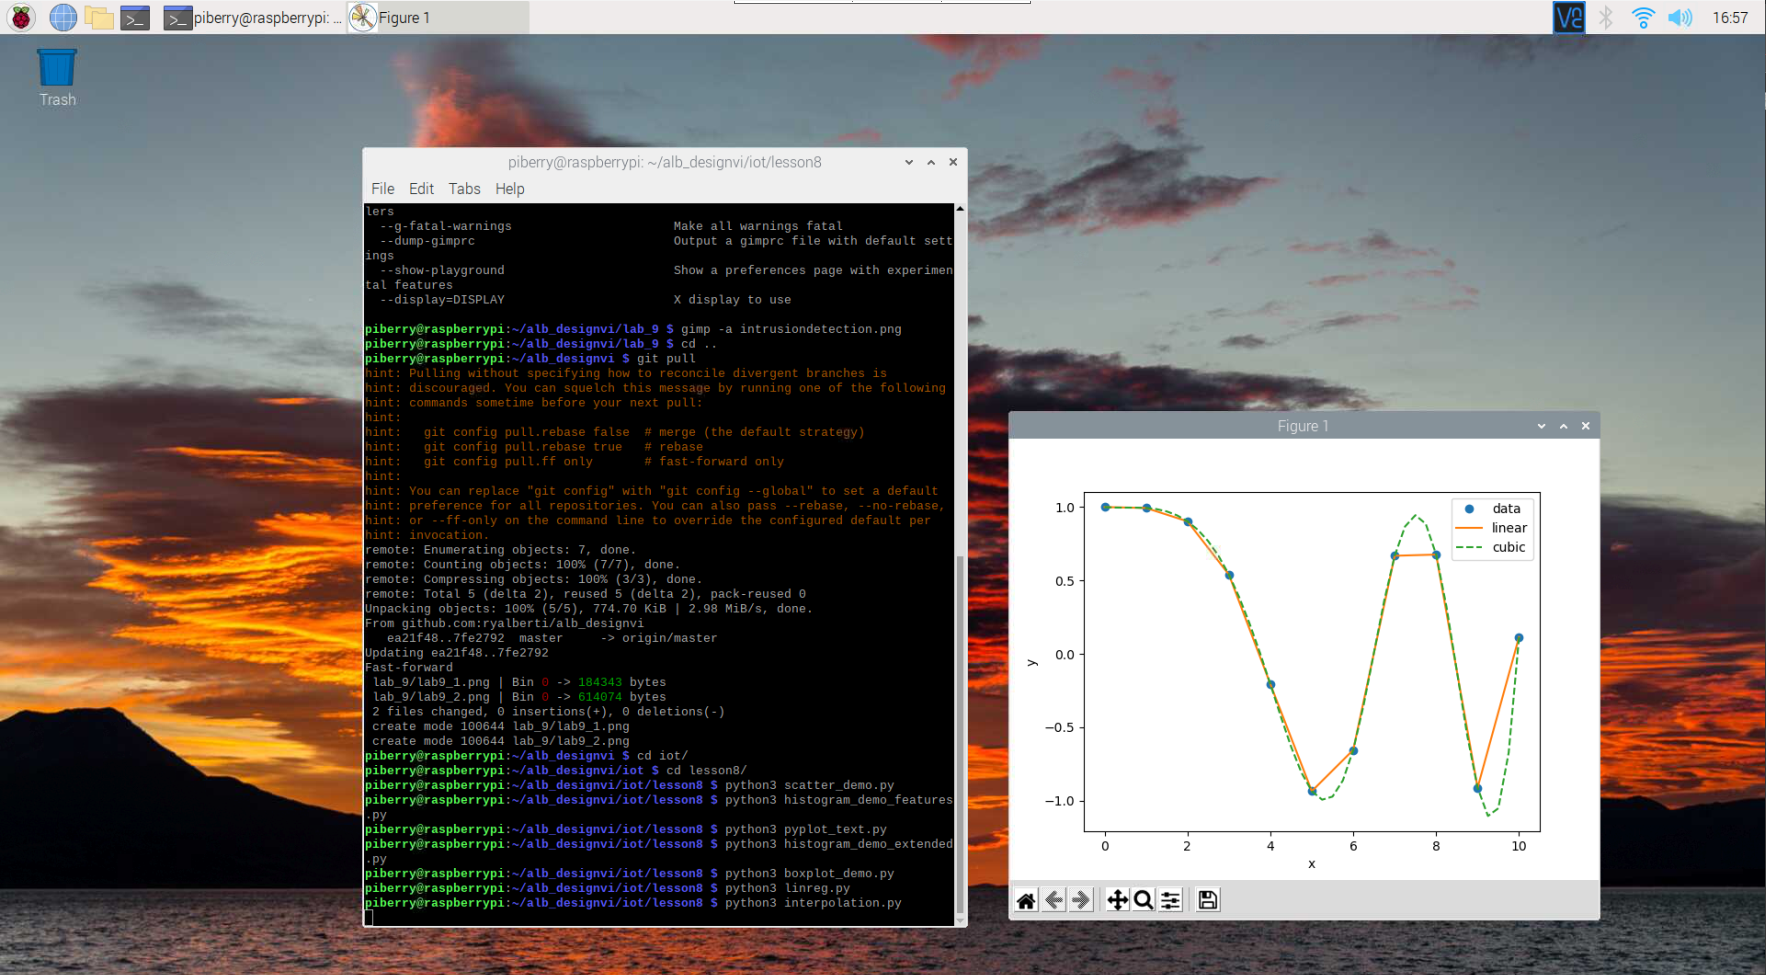 piberry@raspberrypi: ...
Figure 1
16:57
Trash
piberry@raspberrypi: ~/alb_designvi/iot/lesson8
File Edit Tabs Help
lers
--g-fatal-warnings Make all warnings fatal
--dump-gimprc Output a gimprc file with default sett
ings
--show-playground Show a preferences page with experimen
tal features
--display=DISPLAY X display to use
piberry@raspberrypi:~/alb_designvi/lab_9 $ gimp -a intrusiondetection.png
piberry@raspberrypi:~/alb_designvi/lab_9 $ cd ..
piberry@raspberrypi:~/alb_designvi $ git pull
hint: Pulling without specifying how to reconcile divergent branches is
hint: discouraged. You can squelch this message by running one of the following
hint: commands sometime before your next pull:
hint:
hint:   git config pull.rebase false  # merge (the default strategy)
hint:   git config pull.rebase true   # rebase
hint:   git config pull.ff only       # fast-forward only
hint:
hint: You can replace "git config" with "git config --global" to set a default
hint: preference for all repositories. You can also pass --rebase, --no-rebase,
hint: or --ff-only on the command line to override the configured default per
hint: invocation.
remote: Enumerating objects: 7, done.
remote: Counting objects: 100% (7/7), done.
remote: Compressing objects: 100% (3/3), done.
remote: Total 5 (delta 2), reused 5 (delta 2), pack-reused 0
Unpacking objects: 100% (5/5), 774.70 KiB | 2.98 MiB/s, done.
From github.com:ryalberti/alb_designvi
ea21f48..7fe2792  master     -> origin/master
Updating ea21f48..7fe2792
Fast-forward
lab_9/lab9_1.png | Bin 0 -> 184343 bytes
lab_9/lab9_2.png | Bin 0 -> 614074 bytes
2 files changed, 0 insertions(+), 0 deletions(-)
create mode 100644 lab_9/lab9_1.png
create mode 100644 lab_9/lab9_2.png
piberry@raspberrypi:~/alb_designvi $ cd iot/
piberry@raspberrypi:~/alb_designvi/iot $ cd lesson8/
piberry@raspberrypi:~/alb_designvi/iot/lesson8 $ python3 scatter_demo.py
piberry@raspberrypi:~/alb_designvi/iot/lesson8 $ python3 histogram_demo_features
.py
piberry@raspberrypi:~/alb_designvi/iot/lesson8 $ python3 pyplot_text.py
piberry@raspberrypi:~/alb_designvi/iot/lesson8 $ python3 histogram_demo_extended
.py
piberry@raspberrypi:~/alb_designvi/iot/lesson8 $ python3 boxplot_demo.py
piberry@raspberrypi:~/alb_designvi/iot/lesson8 $ python3 linreg.py
piberry@raspberrypi:~/alb_designvi/iot/lesson8 $ python3 interpolation.py
Figure 1
data
linear
cubic
1.0
0.5
0.0
−0.5
−1.0
y
0 2 4 6 8 10
x